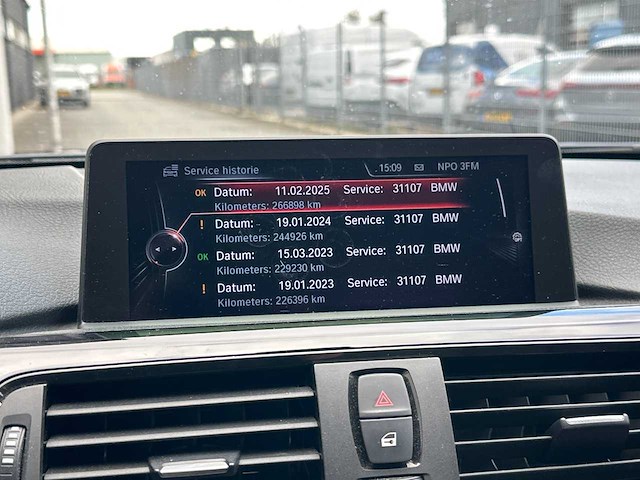 Service historie 15:09 NPO 3FM
OK Datum: 11.02.2025 Service: 31107 BMW
Kilometers: 266898 km
! Datum: 19.01.2024 Service: 31107 BMW
Kilometers: 244926 km
OK Datum: 15.03.2023 Service: 31107 BMW
Kilometers: 229230 km
! Datum: 19.01.2023 Service: 31107 BMW
Kilometers: 226396 km